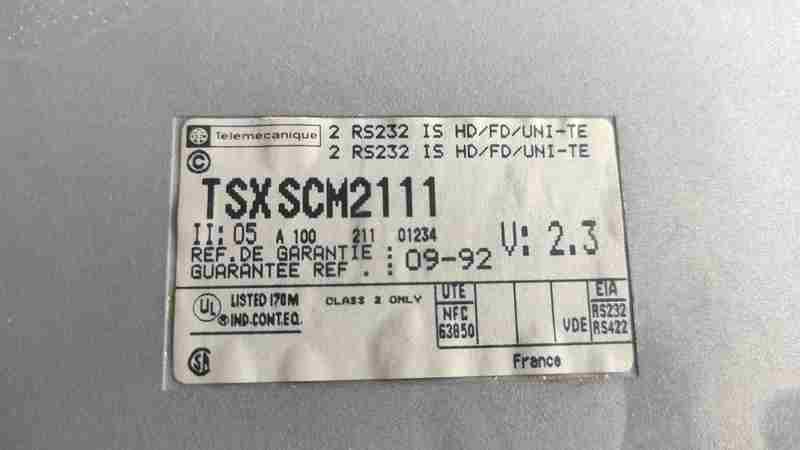 Telemecanique 2 RS232 IS HD/FD/UNI-TE
2 RS232 IS HD/FD/UNI-TE
TSXSCM2111
II: 05 A 100 211 01234 V: 2.3
REF.DE GARANTIE :
GUARANTEE REF . : 09-92
UL LISTED 170M CLASS 2 ONLY
IND.CONT.EQ.
UTE
NFC
63850
VDE
EIA
RS232
RS422
France